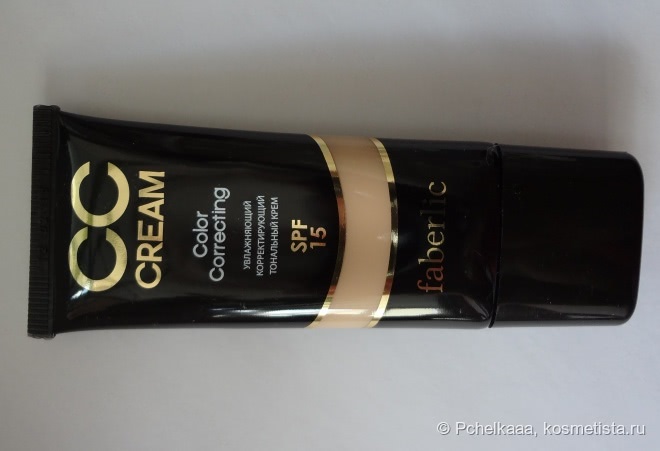 CC
CREAM
Color
Correcting
УВЛАЖНЯЮЩИЙ
КОРРЕКТИРУЮЩИЙ
ТОНАЛЬНЫЙ КРЕМ
SPF
15
faberlic
© Pchelkaaa, kosmetista.ru